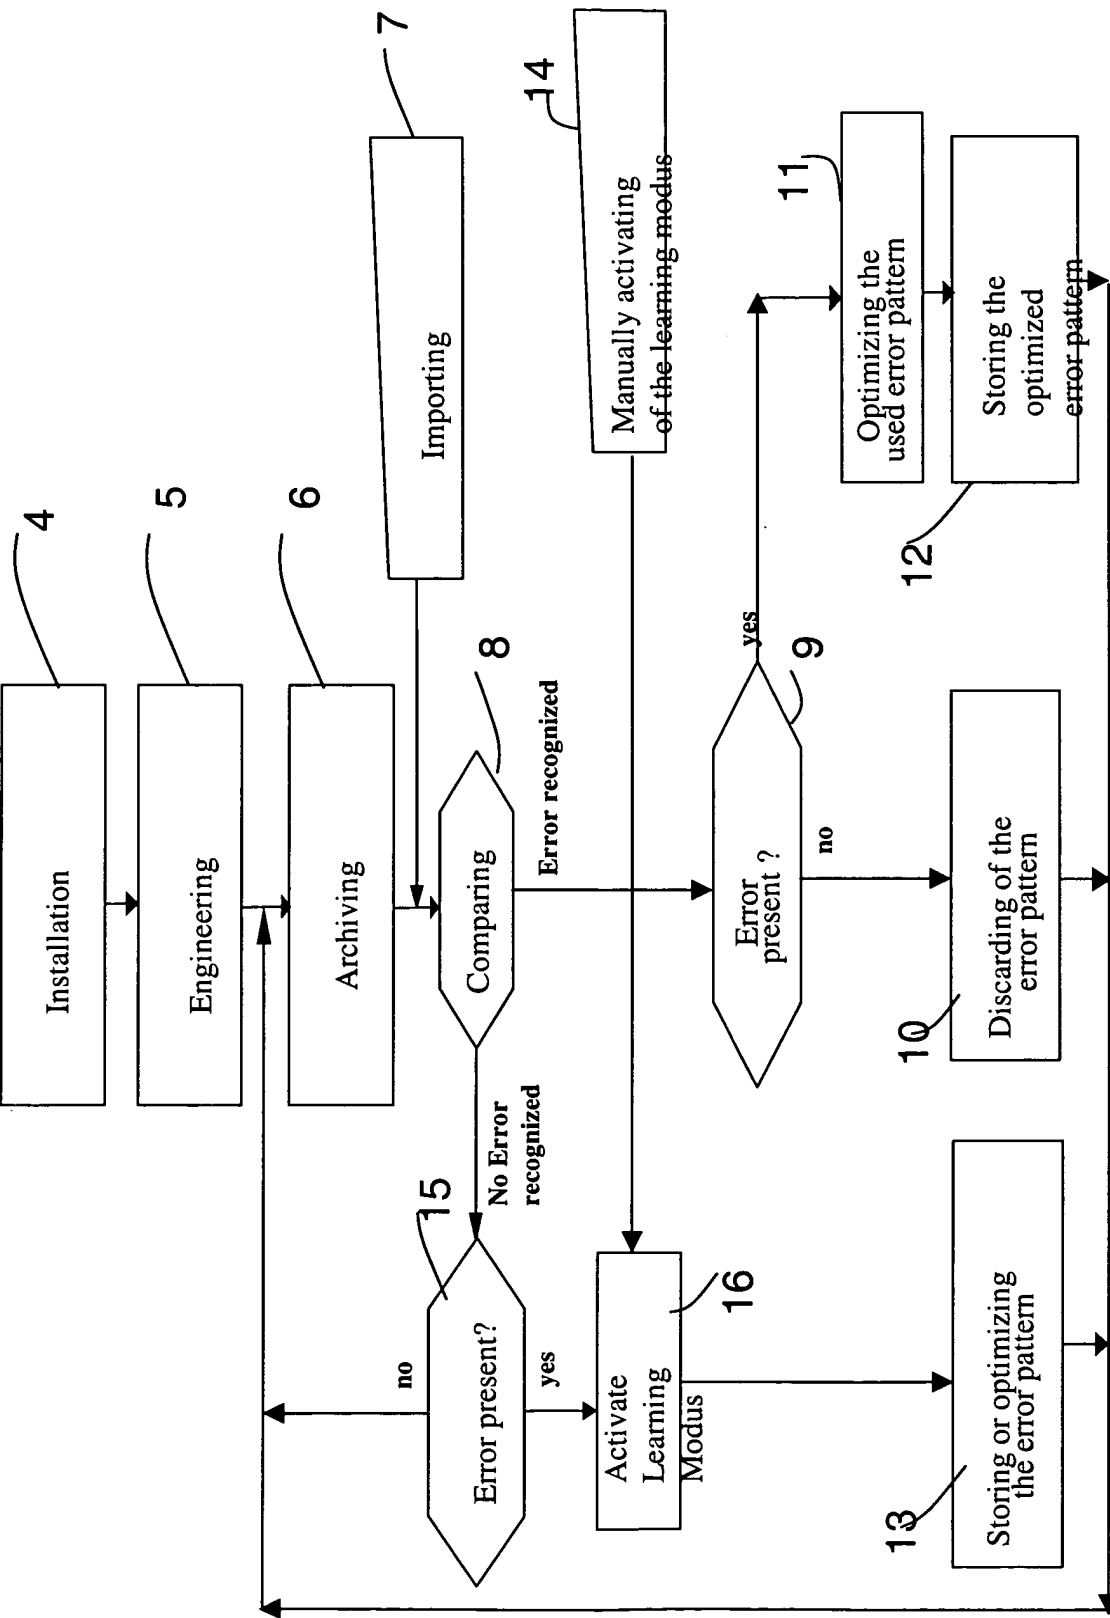 Installation
4
Engineering
5
Archiving
6
Importing
7
Comparing
8
No Error
recognized
Error recognized
Error present?
15
no
yes
Manually activating
of the learning modus
14
Activate
Learning
Modus
16
Error
present ?
9
yes
no
Optimizing the
used error pattern
11
Storing the
optimized
error pattern
12
Discarding of the
error pattern
10
Storing or optimizing
the error pattern
13